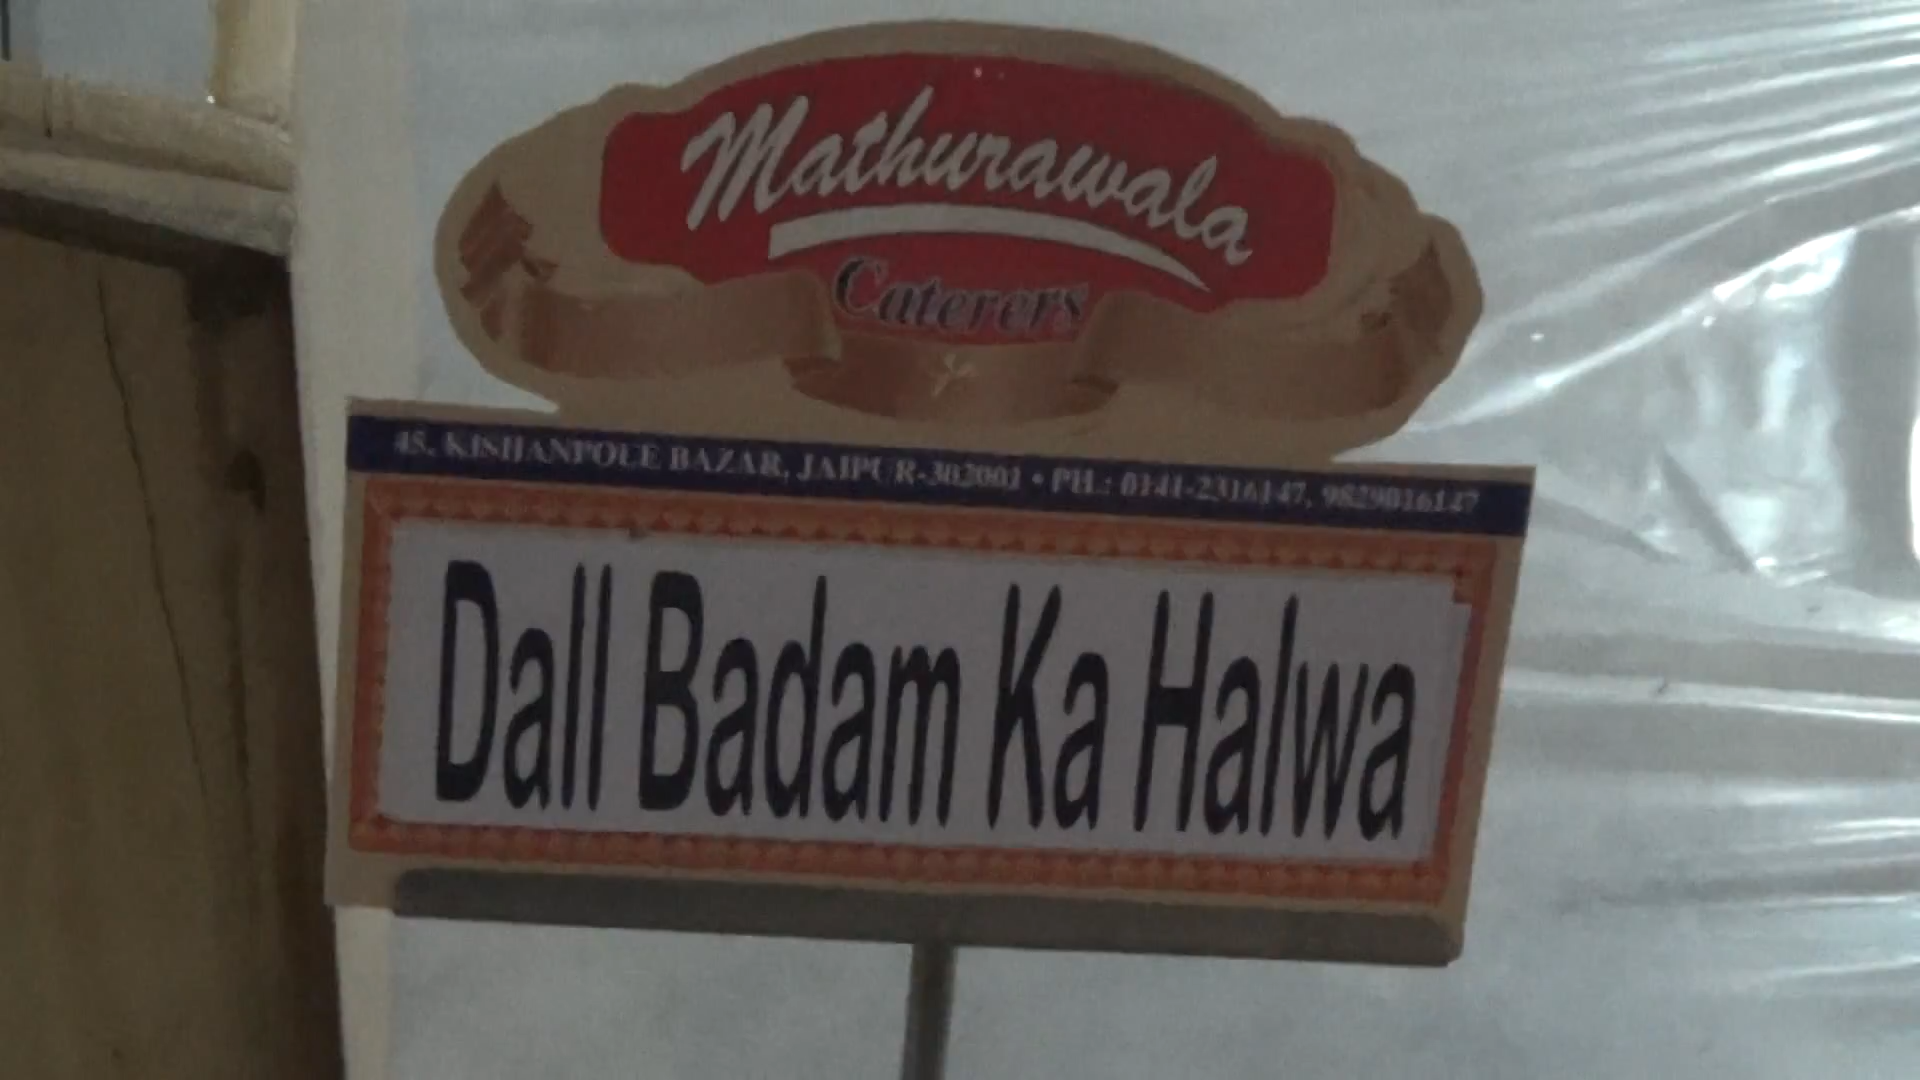 Mathurawala
Caterers
45, KISHANPOLE BAZAR, JAIPUR-302001 • PH.: 0141-2316147, 9829016147
Dall Badam Ka Halwa